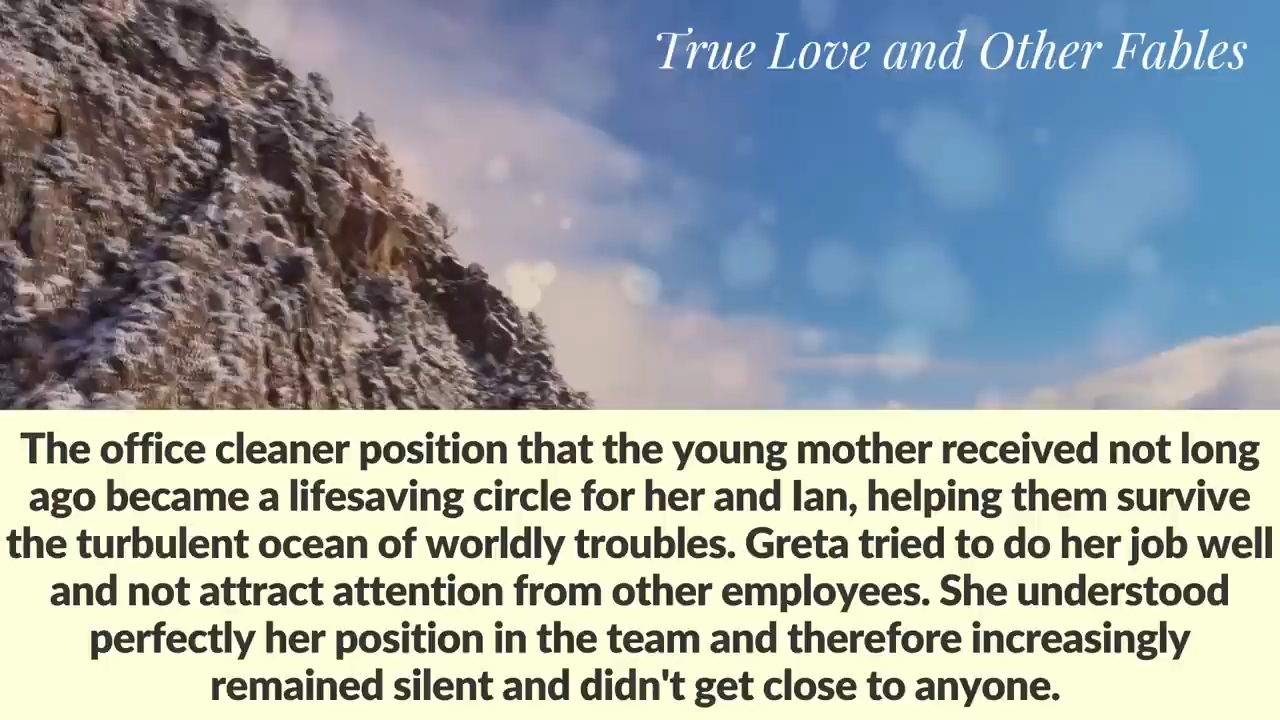 True Love and Other Fables
The office cleaner position that the young mother received not long
ago became a lifesaving circle for her and Ian, helping them survive
the turbulent ocean of worldly troubles. Greta tried to do her job well
and not attract attention from other employees. She understood
perfectly her position in the team and therefore increasingly
remained silent and didn't get close to anyone.